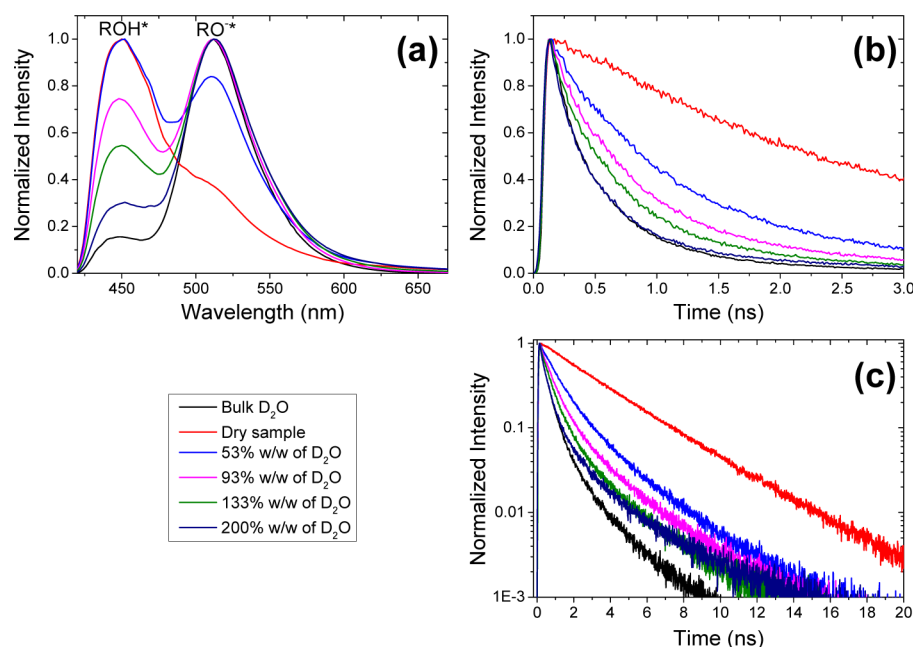 ROH*
RO⁻*
(a)
Normalized Intensity
1.0
0.8
0.6
0.4
0.2
0.0
450 500 550 600 650
Wavelength (nm)
(b)
Normalized Intensity
1.0
0.8
0.6
0.4
0.2
0.0
0.0 0.5 1.0 1.5 2.0 2.5 3.0
Time (ns)
(c)
Normalized Intensity
1
0.1
0.01
1E-3
0 2 4 6 8 10 12 14 16 18 20
Time (ns)
Bulk D₂O
Dry sample
53% w/w of D₂O
93% w/w of D₂O
133% w/w of D₂O
200% w/w of D₂O